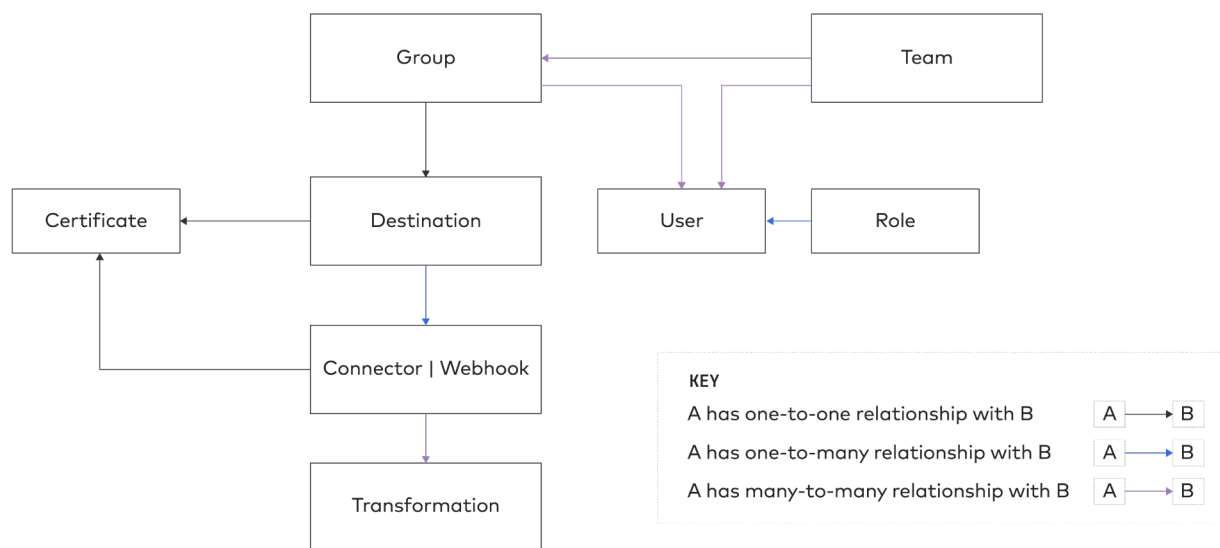 Group
Team
Certificate
Destination
User
Role
Connector | Webhook
KEY
A has one-to-one relationship with B A B
A has one-to-many relationship with B A B
A has many-to-many relationship with B A B
Transformation